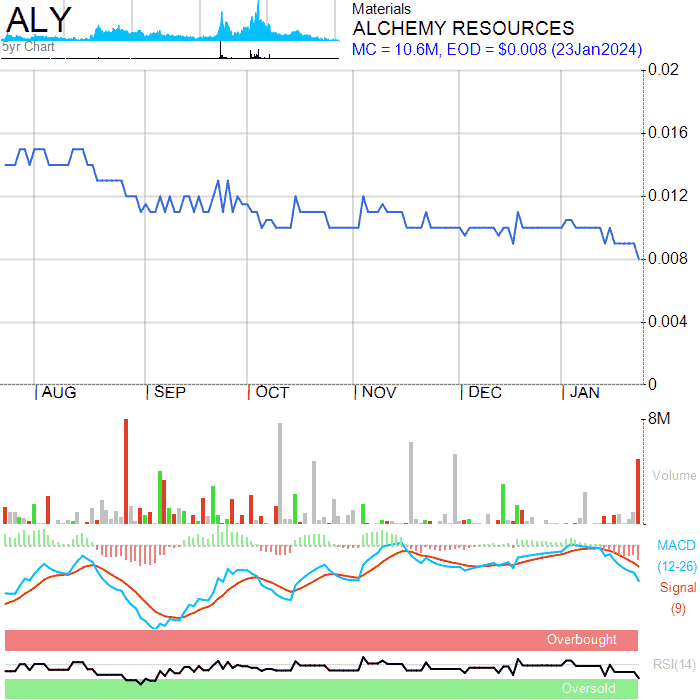 ALY
5yr Chart
Materials
ALCHEMY RESOURCES
MC = 10.6M, EOD = $0.008 (23Jan2024)
0.02
0.016
0.012
0.008
0.004
0
AUG SEP OCT NOV DEC JAN
8M
Volume
MACD
(12-26)
Signal
(9)
Overbought
RSI(14)
Oversold